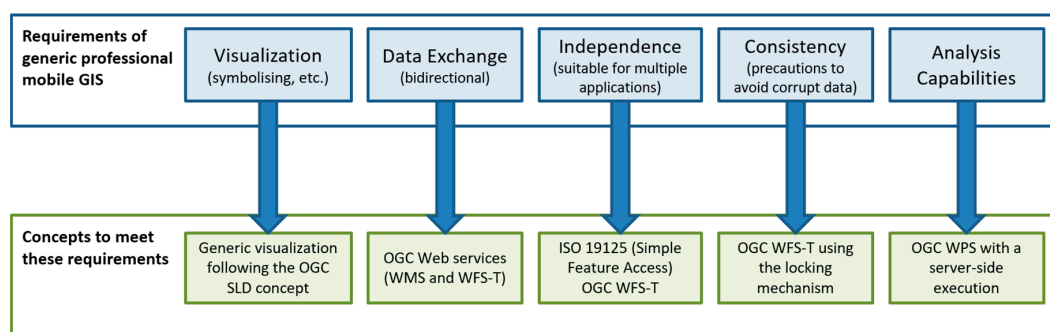 Requirements of
generic professional
mobile GIS
Visualization
(symbolising, etc.)
Data Exchange
(bidirectional)
Independence
(suitable for multiple
applications)
Consistency
(precautions to
avoid corrupt data)
Analysis
Capabilities
Concepts to meet
these requirements
Generic visualization
following the OGC
SLD concept
OGC Web services
(WMS and WFS-T)
ISO 19125 (Simple
Feature Access)
OGC WFS-T
OGC WFS-T using
the locking
mechanism
OGC WPS with a
server-side
execution